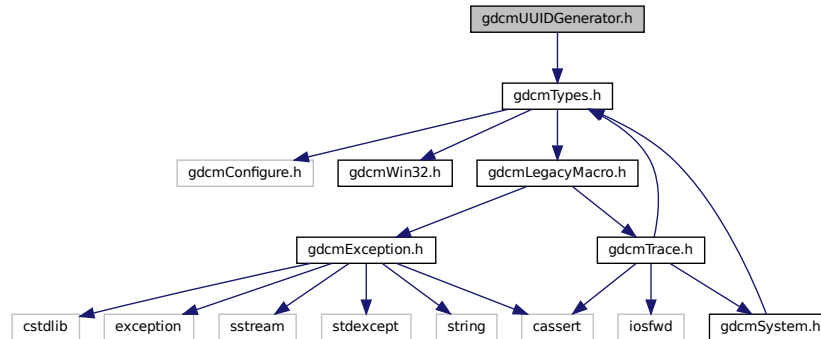 gdcmUUIDGenerator.h
gdcmTypes.h
gdcmConfigure.h
gdcmWin32.h
gdcmLegacyMacro.h
gdcmException.h
gdcmTrace.h
cstdlib
exception
sstream
stdexcept
string
cassert
iosfwd
gdcmSystem.h